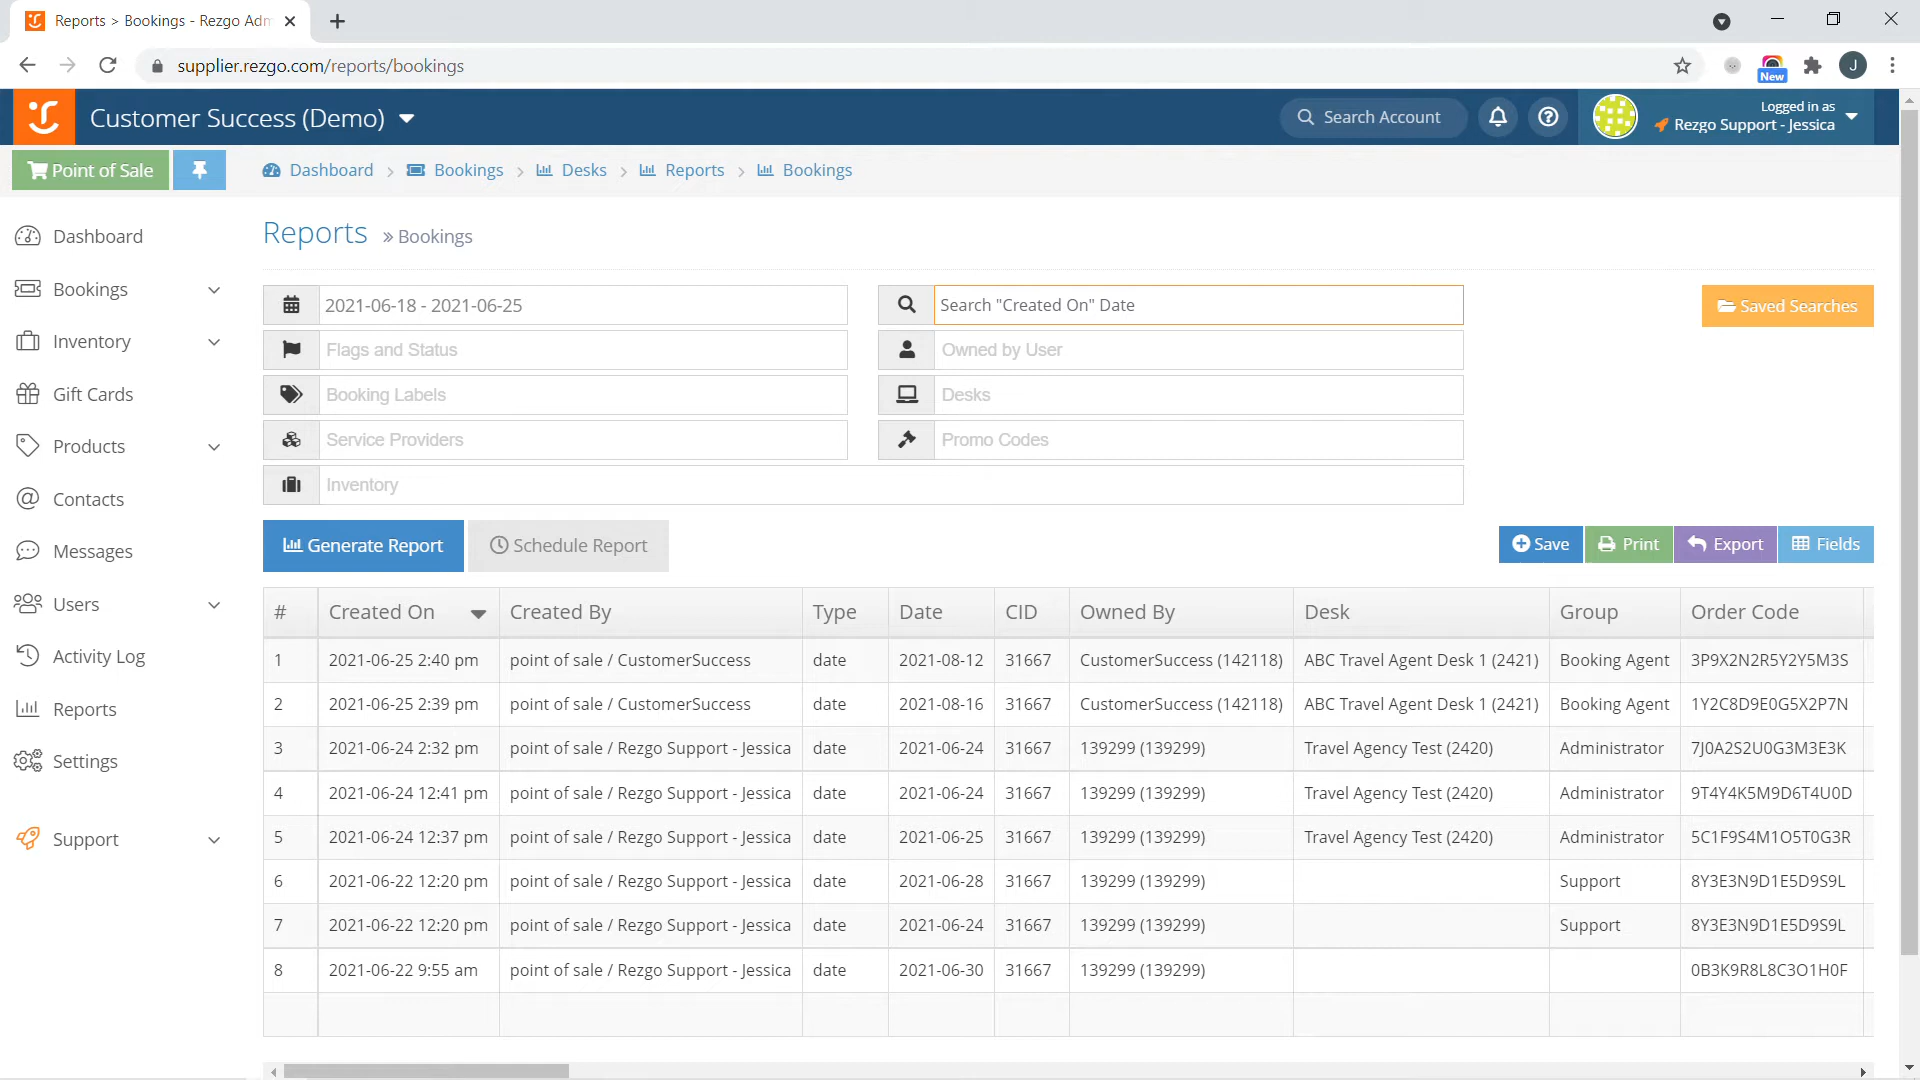 Reports > Bookings - Rezgo Adm
supplier.rezgo.com/reports/bookings
New
J
Customer Success (Demo)
Search Account
Logged in as
Rezgo Support - Jessica
Point of Sale
Dashboard
Bookings
Desks
Reports
Bookings
Dashboard
Bookings
Inventory
Gift Cards
Products
Contacts
Messages
Users
Activity Log
Reports
Settings
Support
Reports » Bookings
2021-06-18 - 2021-06-25
Search "Created On" Date
Saved Searches
Flags and Status
Owned by User
Booking Labels
Desks
Service Providers
Promo Codes
Inventory
Generate Report
Schedule Report
Save
Print
Export
Fields
# Created On Created By Type Date CID Owned By Desk Group Order Code
1 2021-06-25 2:40 pm point of sale / CustomerSuccess date 2021-08-12 31667 CustomerSuccess (142118) ABC Travel Agent Desk 1 (2421) Booking Agent 3P9X2N2R5Y2Y5M3S
2 2021-06-25 2:39 pm point of sale / CustomerSuccess date 2021-08-16 31667 CustomerSuccess (142118) ABC Travel Agent Desk 1 (2421) Booking Agent 1Y2C8D9E0G5X2P7N
3 2021-06-24 2:32 pm point of sale / Rezgo Support - Jessica date 2021-06-24 31667 139299 (139299) Travel Agency Test (2420) Administrator 7J0A2S2U0G3M3E3K
4 2021-06-24 12:41 pm point of sale / Rezgo Support - Jessica date 2021-06-24 31667 139299 (139299) Travel Agency Test (2420) Administrator 9T4Y4K5M9D6T4U0D
5 2021-06-24 12:37 pm point of sale / Rezgo Support - Jessica date 2021-06-25 31667 139299 (139299) Travel Agency Test (2420) Administrator 5C1F9S4M1O5T0G3R
6 2021-06-22 12:20 pm point of sale / Rezgo Support - Jessica date 2021-06-28 31667 139299 (139299) Support 8Y3E3N9D1E5D9S9L
7 2021-06-22 12:20 pm point of sale / Rezgo Support - Jessica date 2021-06-24 31667 139299 (139299) Support 8Y3E3N9D1E5D9S9L
8 2021-06-22 9:55 am point of sale / Rezgo Support - Jessica date 2021-06-30 31667 139299 (139299) 0B3K9R8L8C3O1H0F